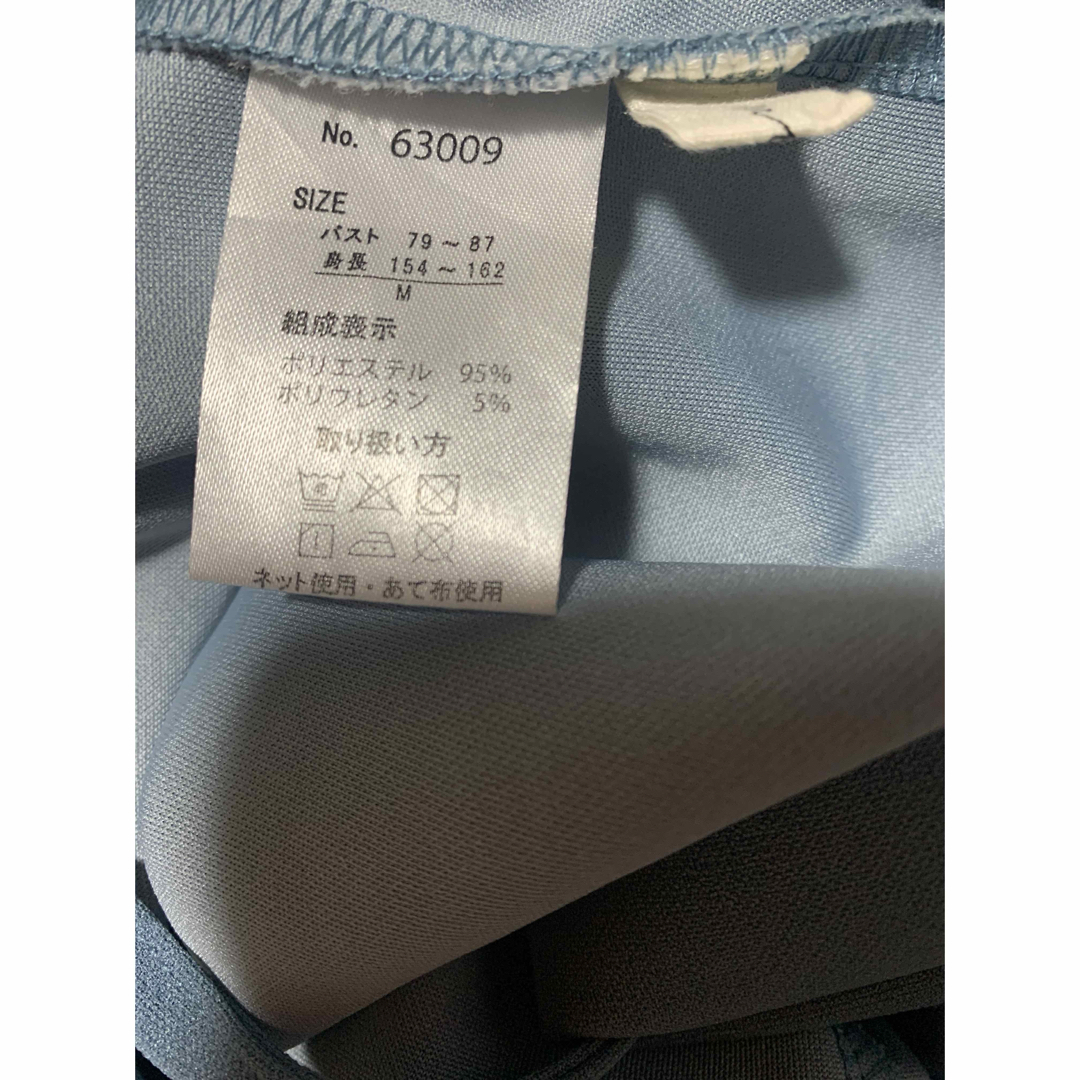 No. 63009
SIZE
バスト 79～87
身長 154～162
M
組成表示
ポリエステル 95%
ポリウレタン 5%
取り扱い方
ネット使用・あて布使用